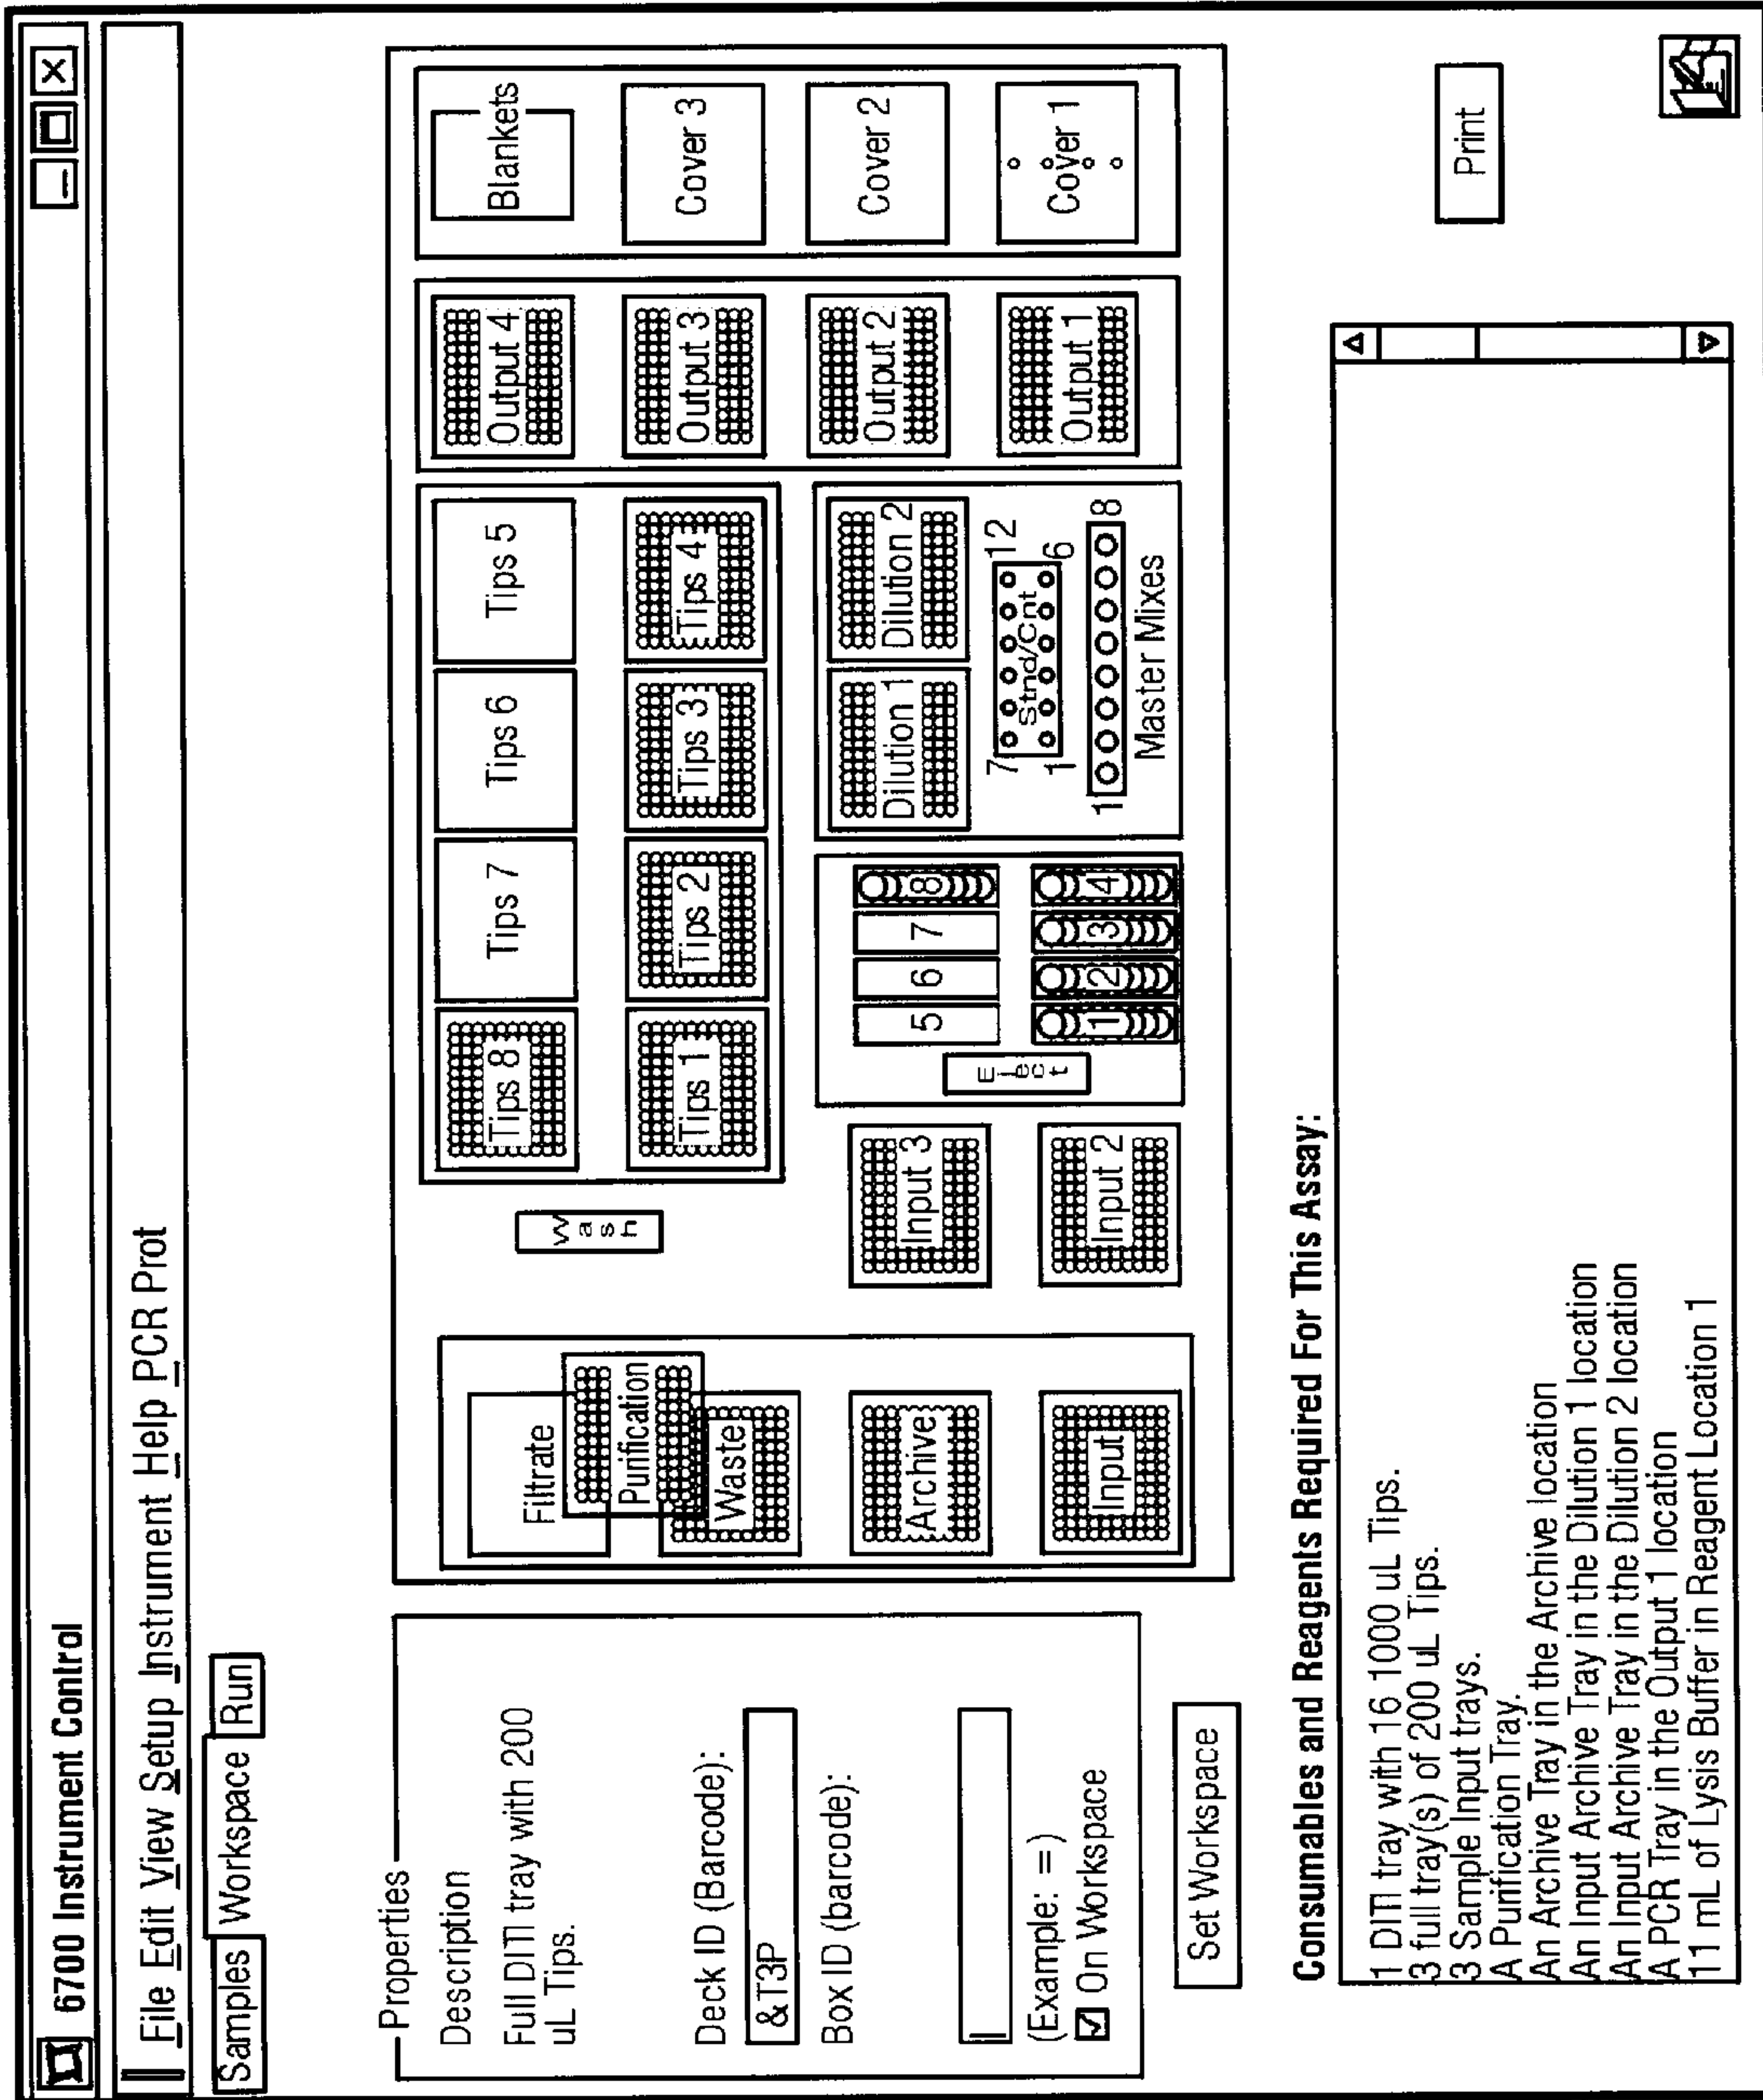 6700 Instrument Control
File Edit View Setup Instrument Help PCR Prot
Samples Workspace Run
Properties
Description
Full DITI tray with 200
uL Tips.
Deck ID (Barcode):
&T3P
Box ID (barcode):
(Example: = )
On Workspace
Set Workspace
Filtrate
Purification
Waste
Archive
Input
Wash
Input 3
Input 2
Tips 8
Tips 7
Tips 6
Tips 5
Tips 1
Tips 2
Tips 3
Tips 4
Eject
5
6
7
8
1
2
3
4
Dilution 1
Dilution 2
7
12
Stnd/Cnt
1
6
1
8
Master Mixes
Output 4
Output 3
Output 2
Output 1
Blankets
Cover 3
Cover 2
Cover 1
Consumables and Reagents Required For This Assay:
1 DITI tray with 16 1000 uL Tips.
3 full tray(s) of 200 uL Tips.
3 Sample Input trays.
A Purification Tray.
An Archive Tray in the Archive location
An Input Archive Tray in the Dilution 1 location
An Input Archive Tray in the Dilution 2 location
A PCR Tray in the Output 1 location
11 mL of Lysis Buffer in Reagent Location 1
Print